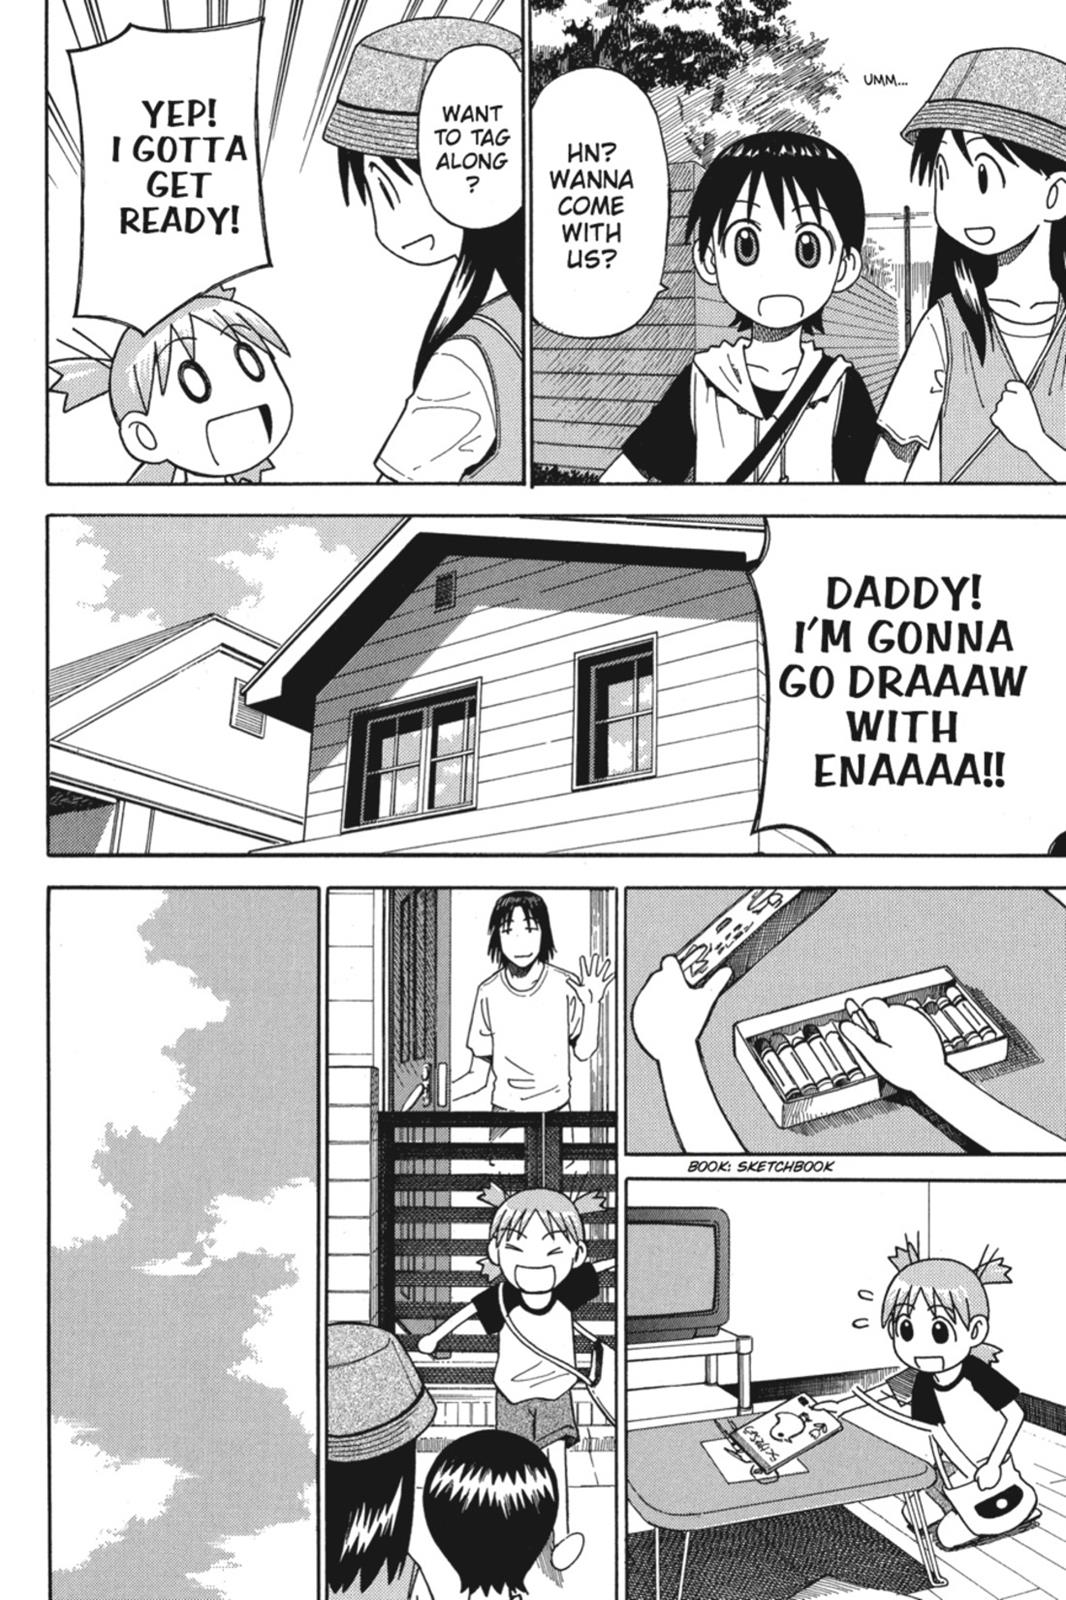 UMM...
HN?
WANNA
COME
WITH
US?
WANT
TO TAG
ALONG
?
YEP!
I GOTTA
GET
READY!
DADDY!
I'M GONNA
GO DRAAAW
WITH
ENAAAA!!
BOOK: SKETCHBOOK